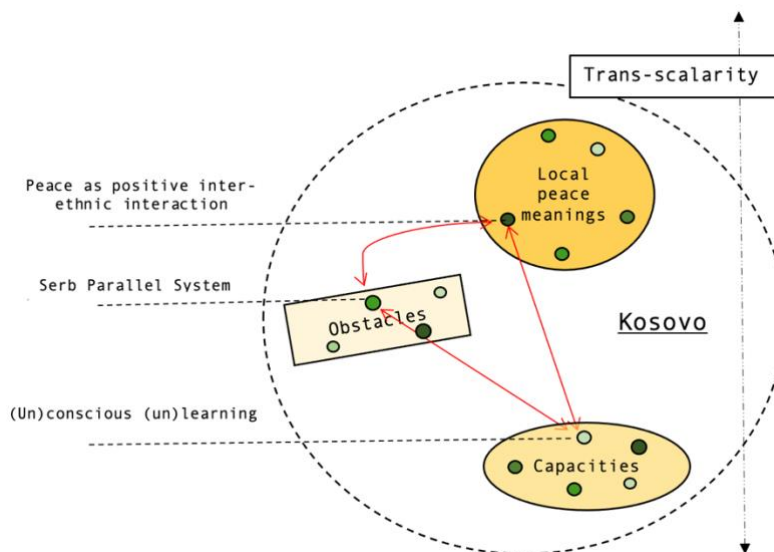 Trans-scalarity
Local
peace
meanings
Peace as positive inter-
ethnic interaction
Serb Parallel System
Obstacles
Kosovo
(Un)conscious (un)learning
Capacities